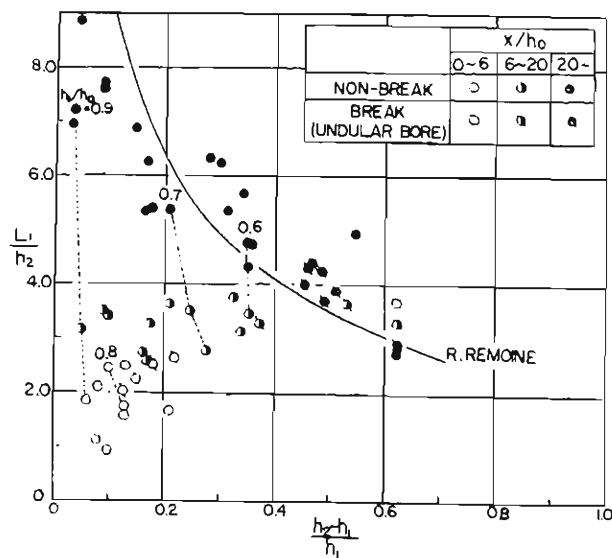 x/h₀
0~6 6~20 20~
NON-BREAK
BREAK
(UNDULAR BORE)
8.0
h₁/h₀
=0.9
0.7
6.0
0.6
L₁/h₂
4.0
R.REMOINE
0.8
2.0
0
0 0.2 0.4 0.6 0.8 1.0
h₂-h₁/h₁